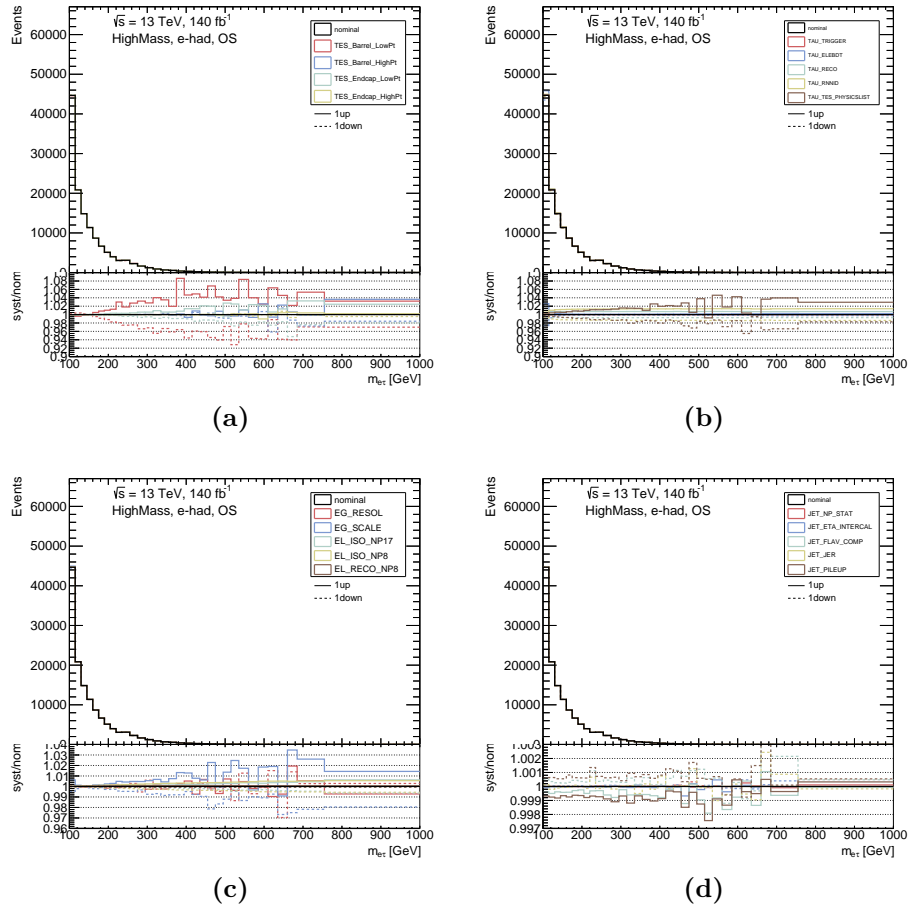 √s = 13 TeV, 140 fb⁻¹
HighMass, e-had, OS
nominal
TES_Barrel_LowPt
TES_Barrel_HighPt
TES_Endcap_LowPt
TES_Endcap_HighPt
1up
1down
Events
60000
50000
40000
30000
20000
10000
syst/nom
1.08
1.06
1.04
1.02
1
0.98
0.96
0.94
0.92
0.9
100 200 300 400 500 600 700 800 900 1000
m_eτ [GeV]
(a)
√s = 13 TeV, 140 fb⁻¹
HighMass, e-had, OS
nominal
TAU_TRIGGER
TAU_ELEBDT
TAU_RECO
TAU_RNNID
TAU_TES_PHYSICSLIST
1up
1down
Events
60000
50000
40000
30000
20000
10000
syst/nom
1.08
1.06
1.04
1.02
1
0.98
0.96
0.94
0.92
0.9
100 200 300 400 500 600 700 800 900 1000
m_eτ [GeV]
(b)
√s = 13 TeV, 140 fb⁻¹
HighMass, e-had, OS
nominal
EG_RESOL
EG_SCALE
EL_ISO_NP17
EL_ISO_NP8
EL_RECO_NP8
1up
1down
Events
60000
50000
40000
30000
20000
10000
syst/nom
1.04
1.03
1.02
1.01
1
0.99
0.98
0.97
0.96
100 200 300 400 500 600 700 800 900 1000
m_eτ [GeV]
(c)
√s = 13 TeV, 140 fb⁻¹
HighMass, e-had, OS
nominal
JET_NP_STAT
JET_ETA_INTERCAL
JET_FLAV_COMP
JET_JER
JET_PILEUP
1up
1down
Events
60000
50000
40000
30000
20000
10000
syst/nom
1.003
1.002
1.001
1
0.999
0.998
0.997
100 200 300 400 500 600 700 800 900 1000
m_eτ [GeV]
(d)